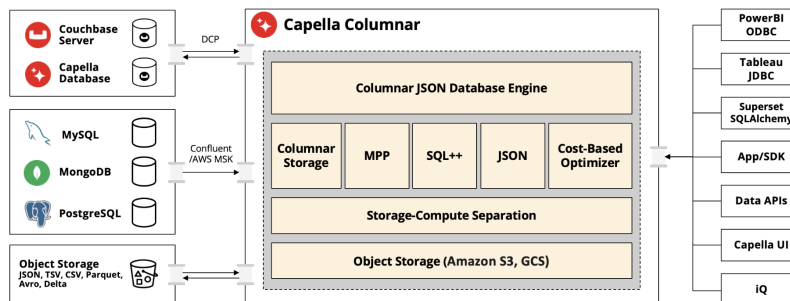 Couchbase
Server
Capella
Database
DCP
Capella Columnar
Columnar JSON Database Engine
Columnar
Storage
MPP
SQL++
JSON
Cost-Based
Optimizer
Storage-Compute Separation
Object Storage (Amazon S3, GCS)
MySQL
MongoDB
PostgreSQL
Confluent
/AWS MSK
Object Storage
JSON, TSV, CSV, Parquet,
Avro, Delta
PowerBI
ODBC
Tableau
JDBC
Superset
SQLAlchemy
App/SDK
Data APIs
Capella UI
iQ